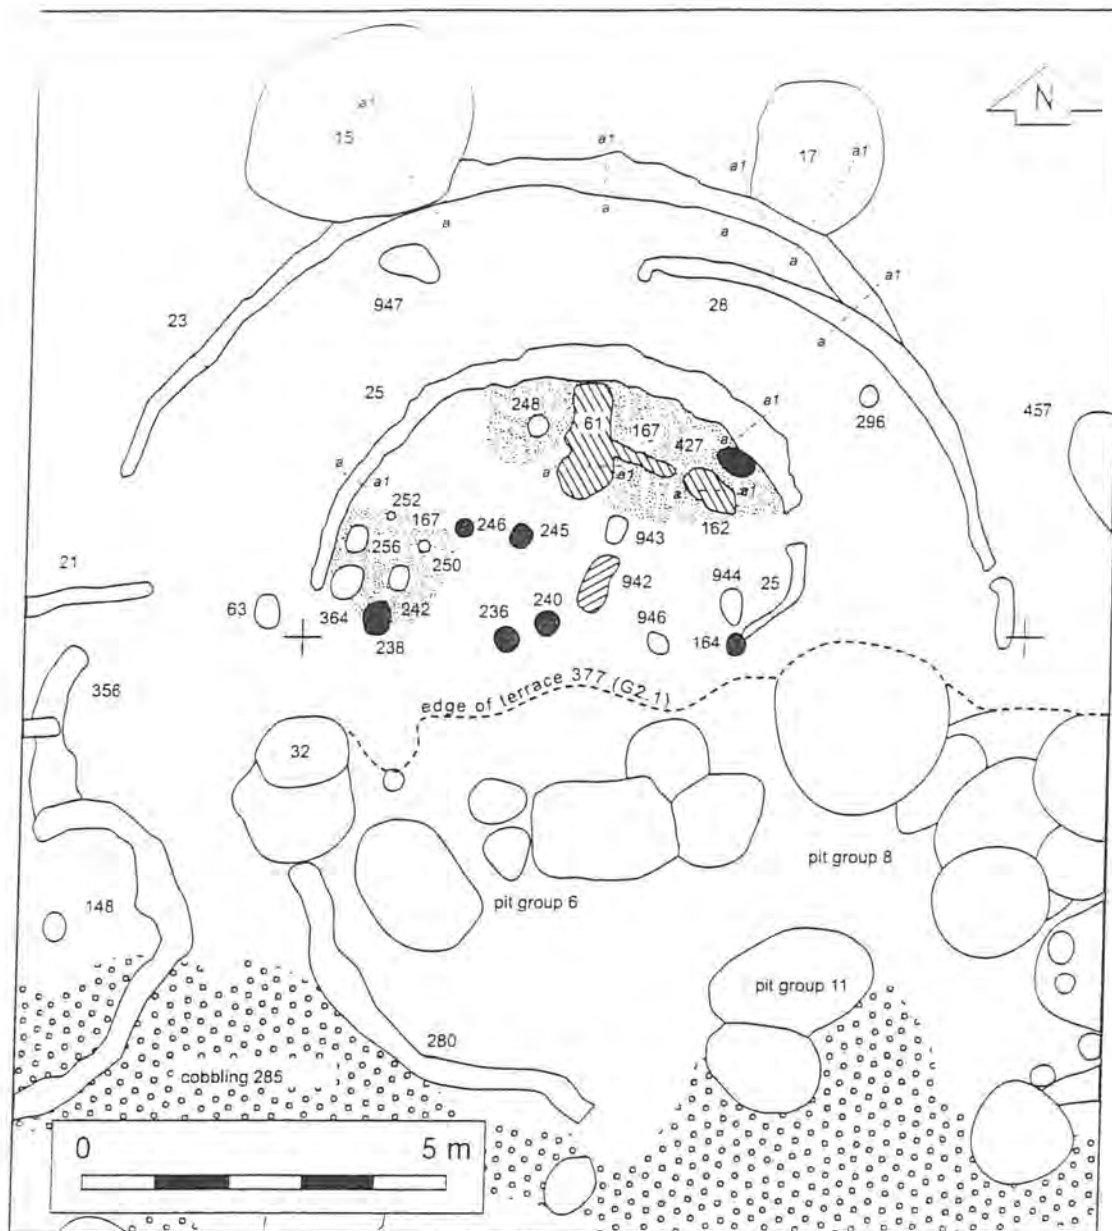 N
a1
15
a1
17
a1
a1
a
a
a
a
a1
23
947
28
a
25
296
457
248
61
167
427
a1
a
a
a1
a
a1
162
a
a1
252
167
246
245
943
256
250
942
944
25
21
63
364
242
236
240
946
164
238
356
edge of terrace 377 (G2.1)
32
pit group 8
pit group 6
148
pit group 11
280
cobbling 285
0 5 m